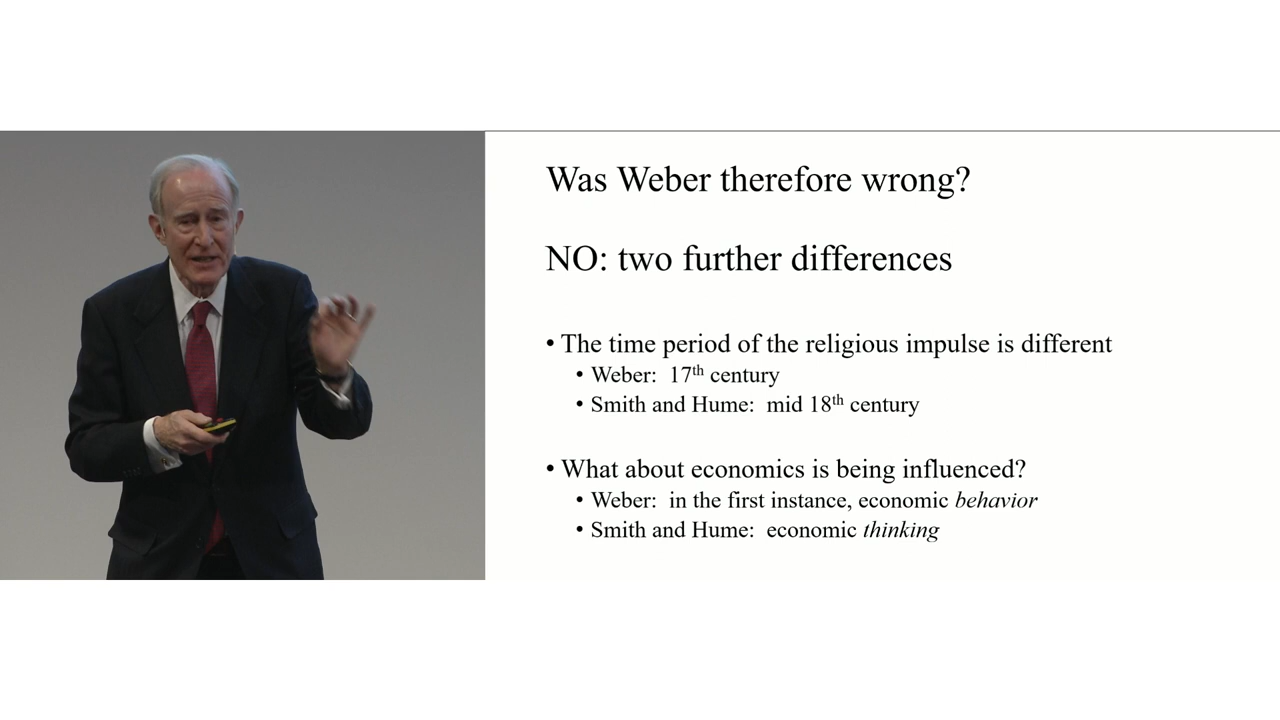 Was Weber therefore wrong?
NO: two further differences
• The time period of the religious impulse is different
• Weber: 17th century
• Smith and Hume: mid 18th century
• What about economics is being influenced?
• Weber: in the first instance, economic behavior
• Smith and Hume: economic thinking